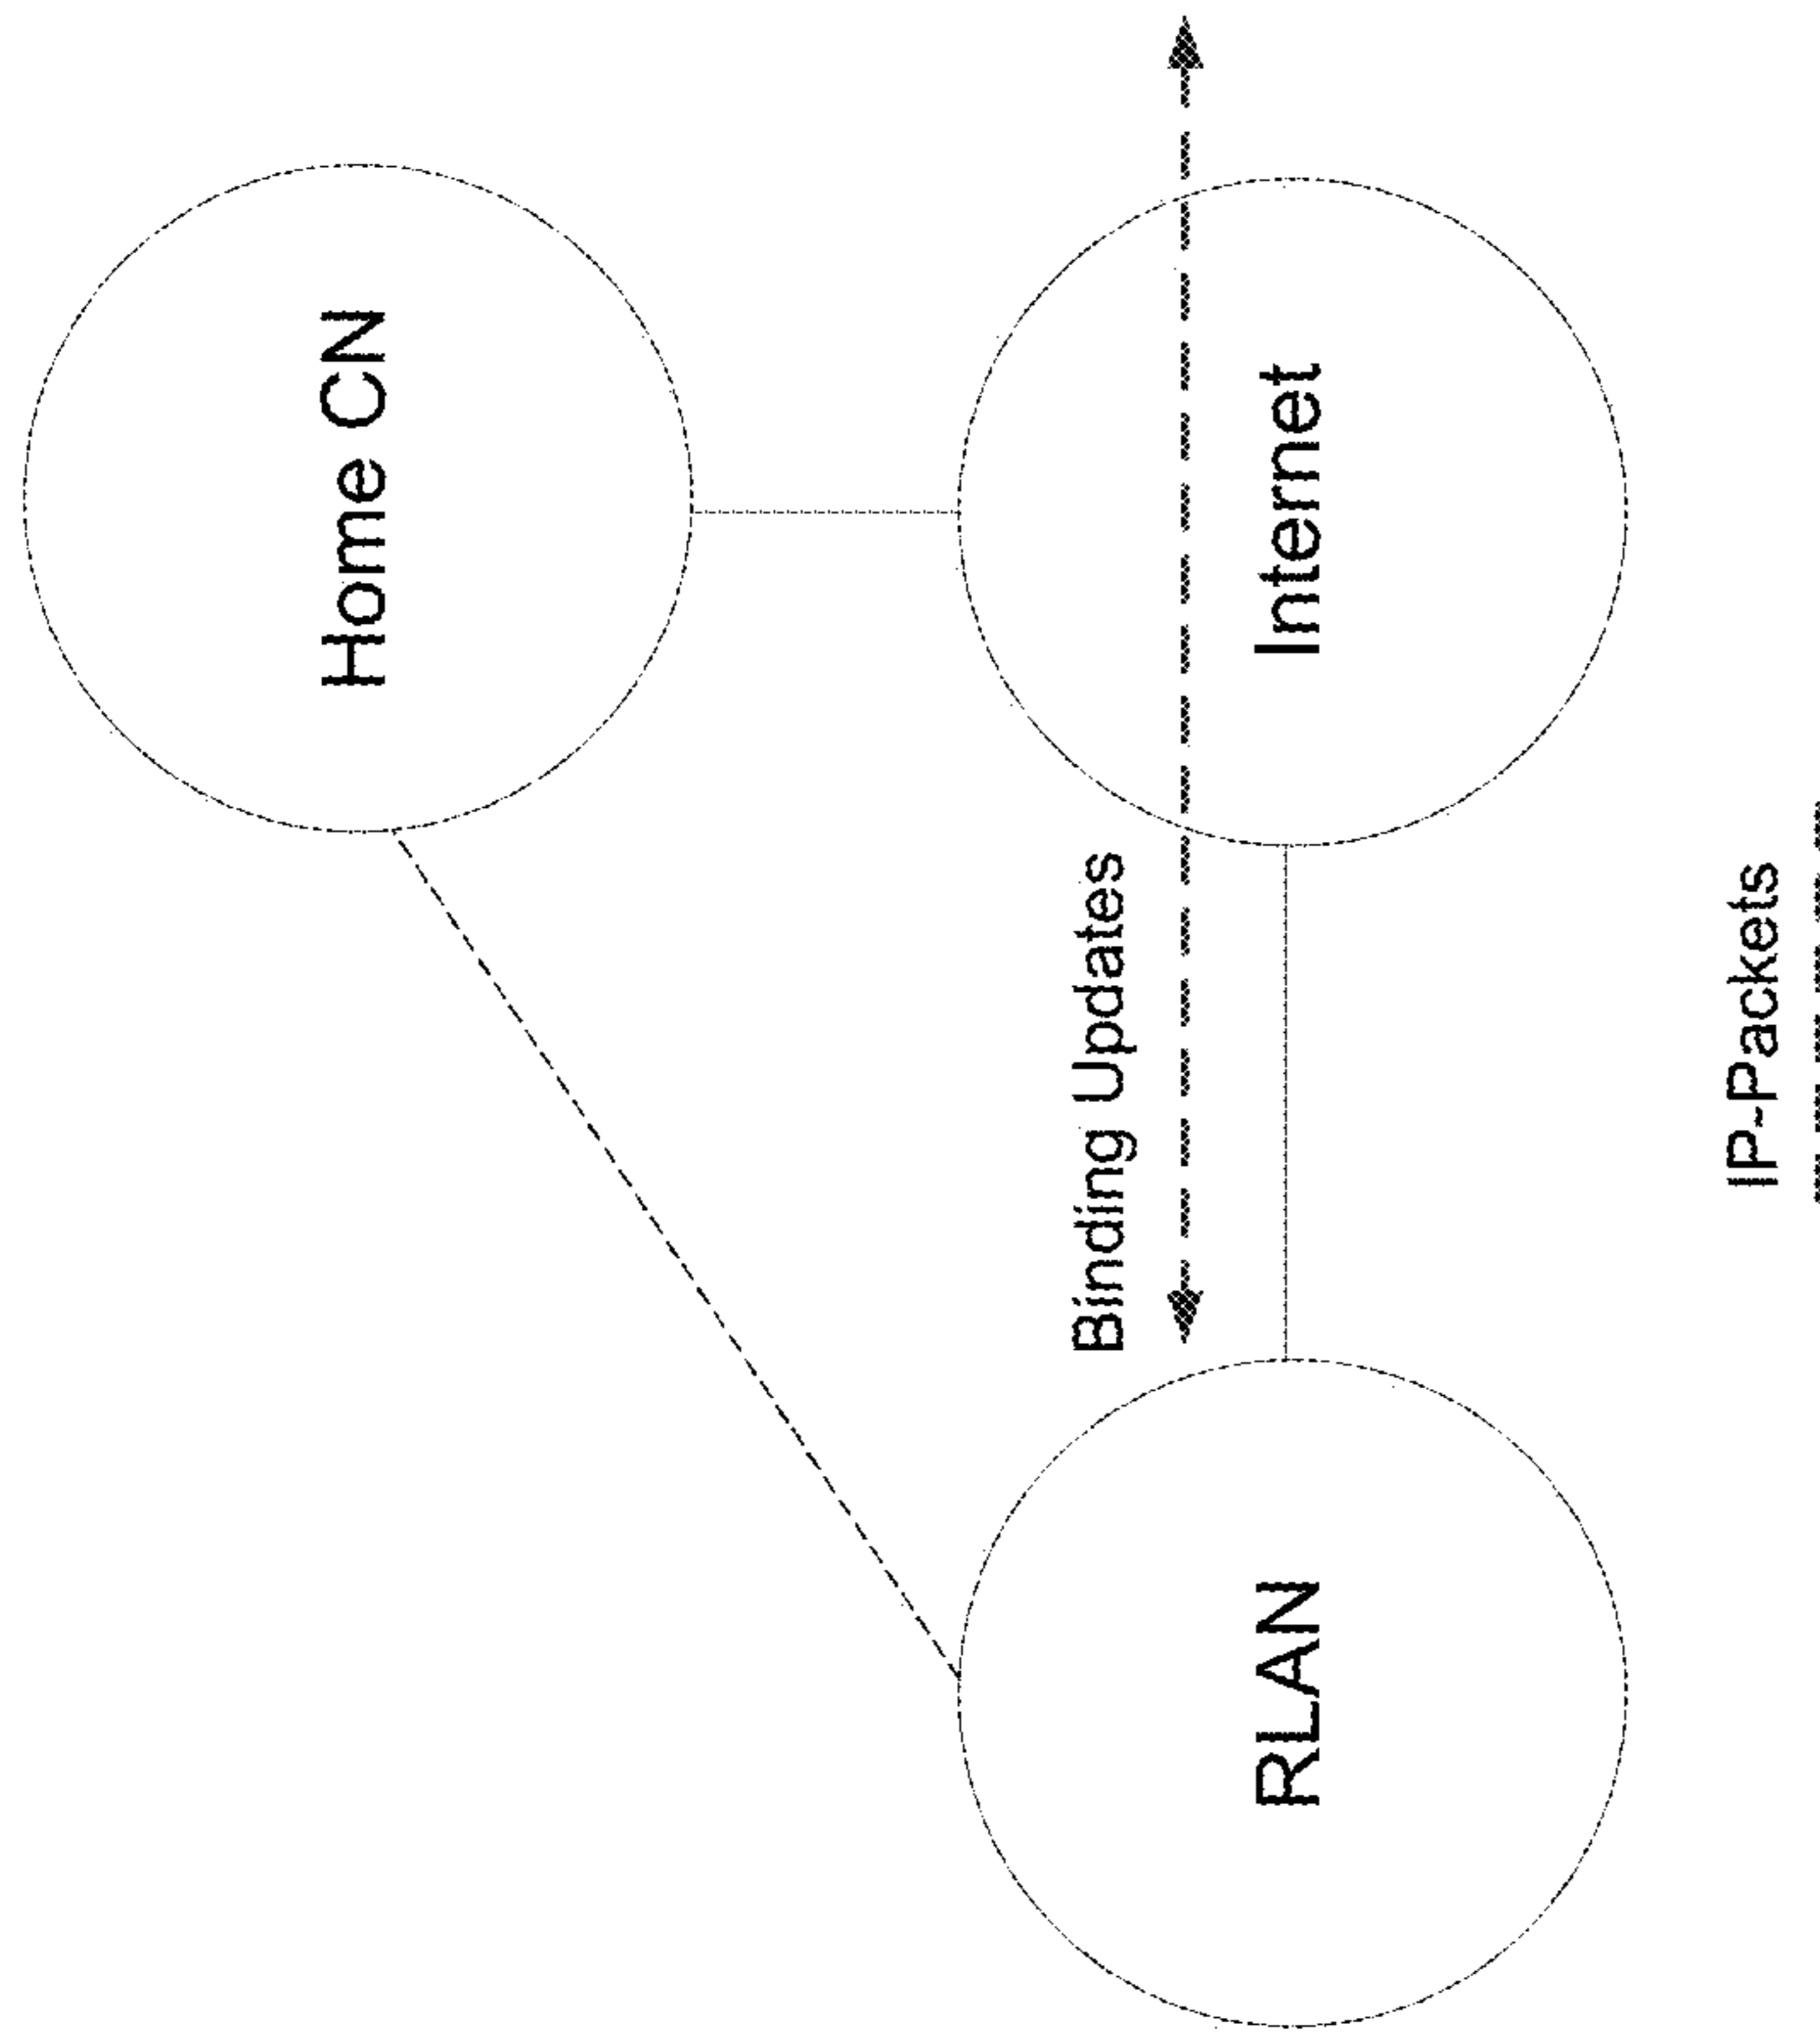 Home CN
Binding Updates
RLAN
Internet
IP-Packets